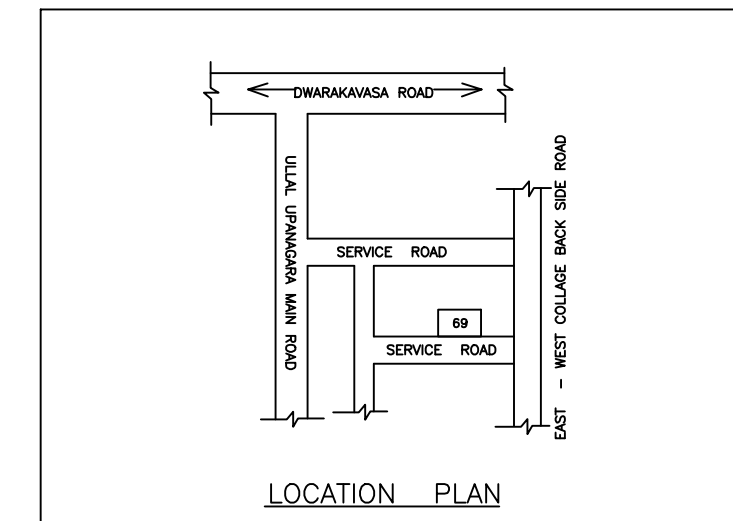 DWARAKAVASA ROAD
ULLAL UPANAGARA MAIN ROAD
EAST - WEST COLLAGE BACK SIDE ROAD
SERVICE ROAD
69
SERVICE ROAD
LOCATION PLAN